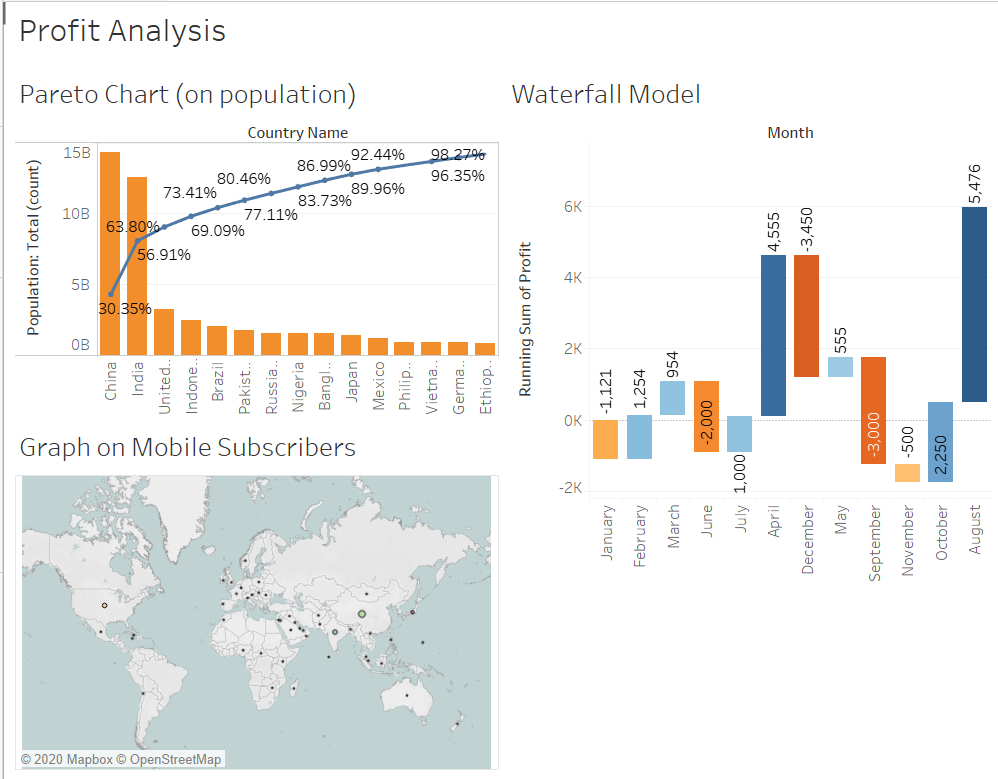 Profit Analysis
Pareto Chart (on population)
Country Name
Population: Total (count)
15B
10B
5B
0B
30.35%
56.91%
63.80%
69.09%
73.41%
77.11%
80.46%
83.73%
86.99%
89.96%
92.44%
96.35%
98.27%
China
India
United..
Indone..
Brazil
Pakist..
Russia..
Nigeria
Bangl..
Japan
Mexico
Philip..
Vietna..
Germa..
Ethiop..
Graph on Mobile Subscribers
© 2020 Mapbox © OpenStreetMap
Waterfall Model
Month
Running Sum of Profit
6K
4K
2K
0K
-2K
-1,121
1,254
954
-2,000
1,000
4,555
-3,450
555
-3,000
-500
2,250
5,476
January
February
March
June
July
April
December
May
September
November
October
August